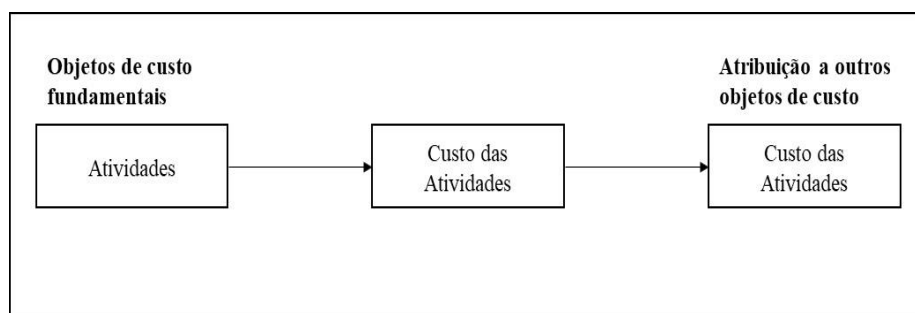 Objetos de custo
fundamentais
Atribuição a outros
objetos de custo
Atividades
Custo das
Atividades
Custo das
Atividades